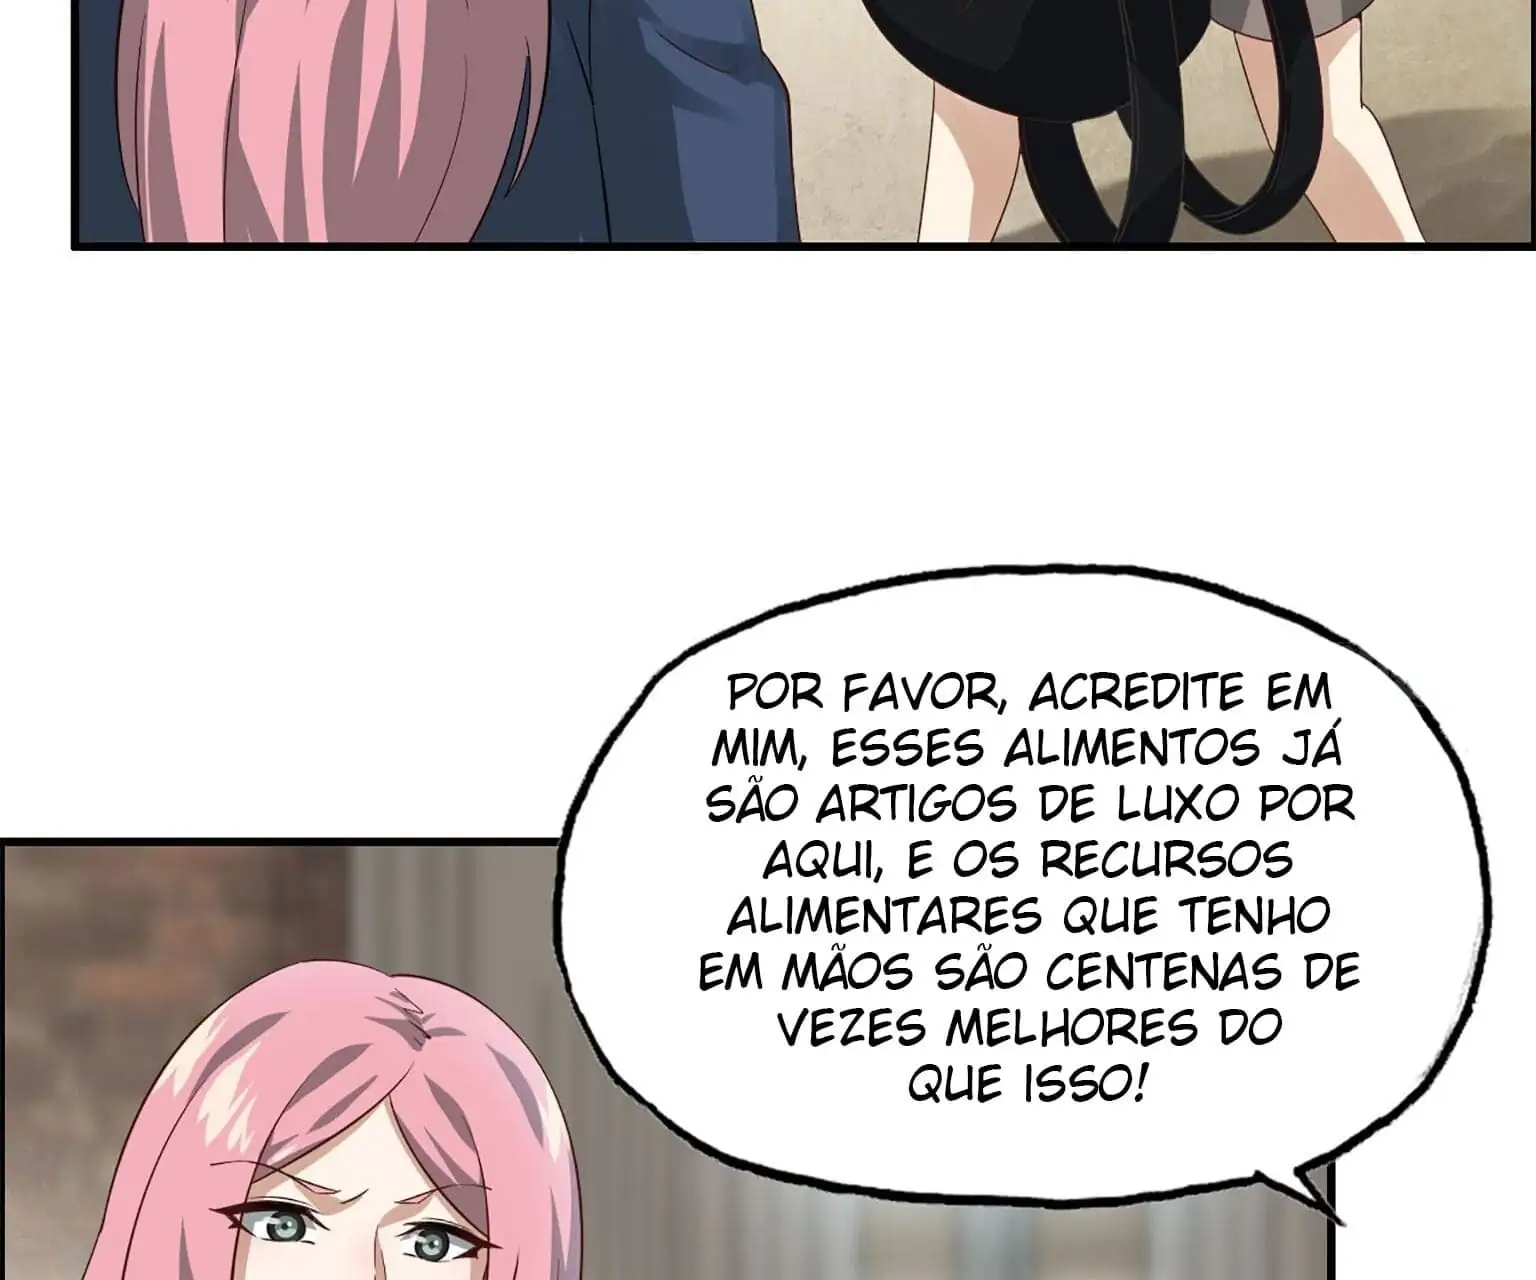 POR FAVOR, ACREDITE EM
MIM, ESSES ALIMENTOS JÁ
SÃO ARTIGOS DE LUXO POR
AQUI, E OS RECURSOS
ALIMENTARES QUE TENHO
EM MÃOS SÃO CENTENAS DE
VEZES MELHORES DO
QUE ISSO!